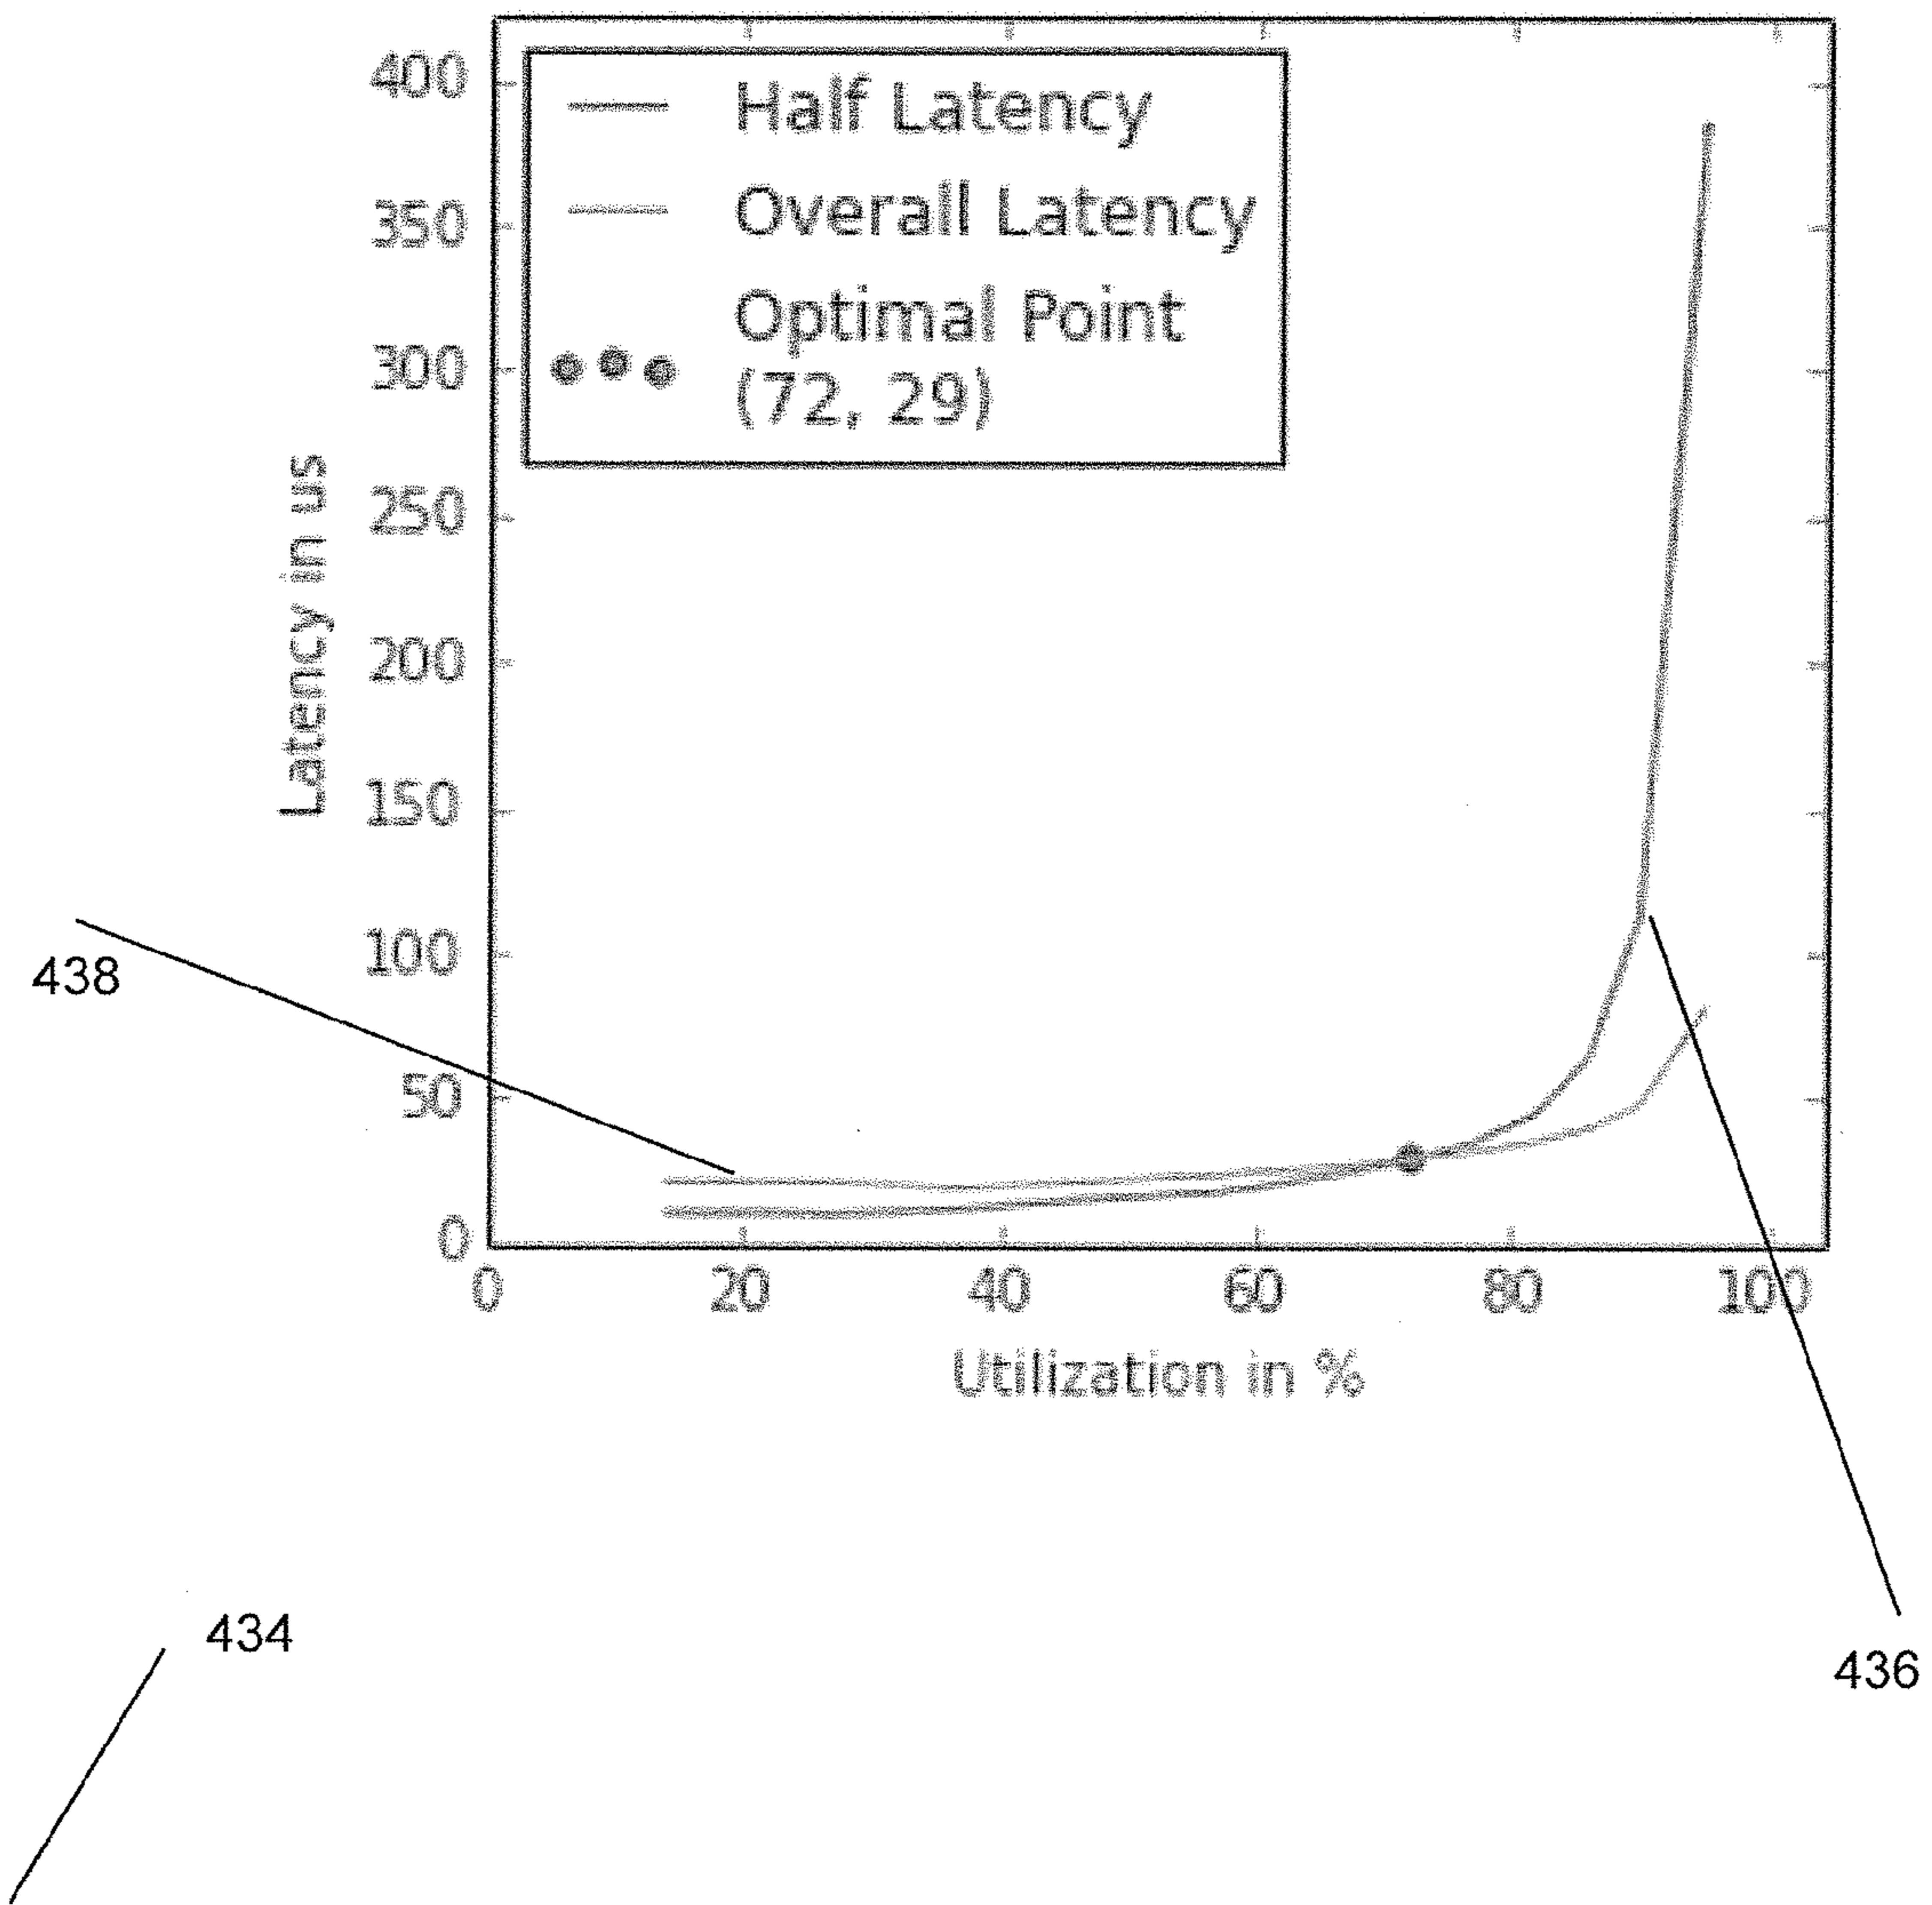 400
350
300
250
200
150
100
50
0
Half Latency
Overall Latency
Optimal Point
(72, 29)
Latency in us
0 20 40 60 80 100
Utilization in %
438
434
436